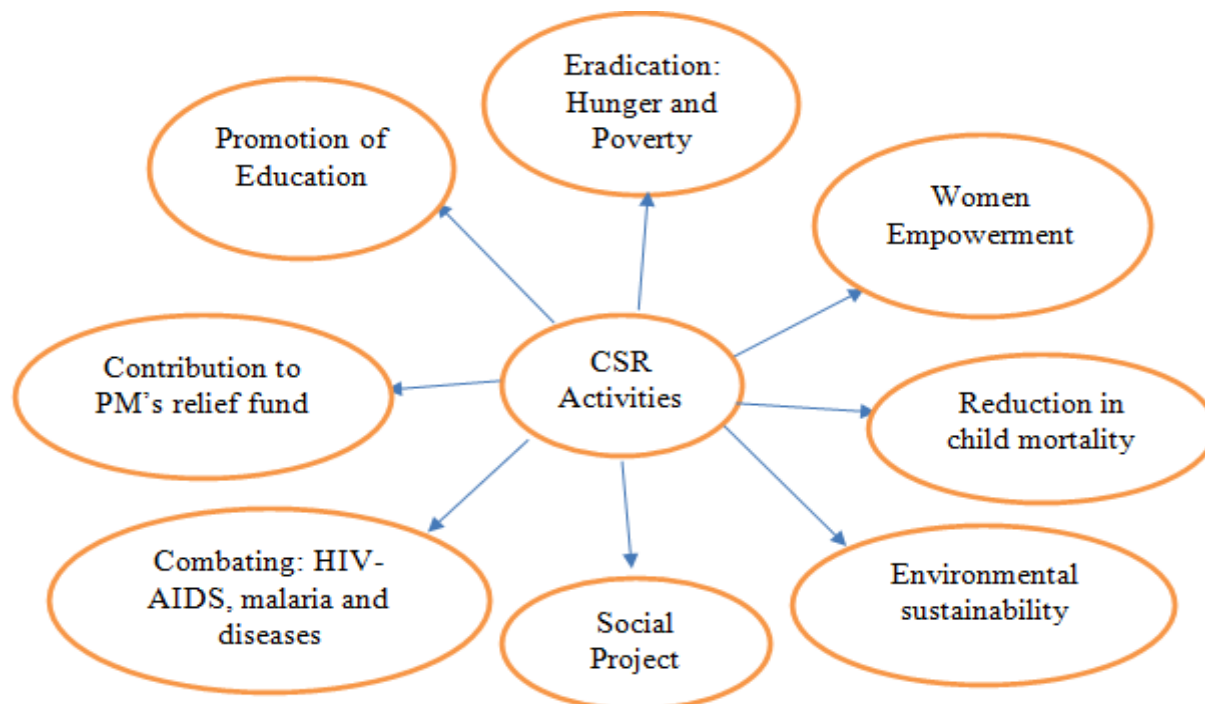 Eradication:
Hunger and
Poverty
Promotion of
Education
Women
Empowerment
Contribution to
PM's relief fund
CSR
Activities
Reduction in
child mortality
Combating: HIV-
AIDS, malaria and
diseases
Social
Project
Environmental
sustainability